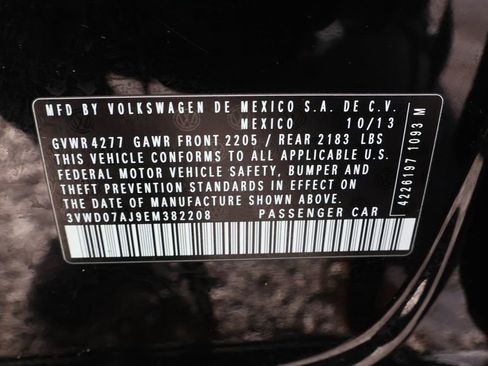 MFD BY VOLKSWAGEN DE MEXICO S.A. DE C.V.
MEXICO 10/13
GVWR 4277 GAWR FRONT 2205 / REAR 2183 LBS
THIS VEHICLE CONFORMS TO ALL APPLICABLE U.S.
FEDERAL MOTOR VEHICLE SAFETY, BUMPER AND
THEFT PREVENTION STANDARDS IN EFFECT ON
THE DATE OF MANUFACTURE SHOWN ABOVE.
3VWD07AJ9EM382208 PASSENGER CAR
4226197 1093 M